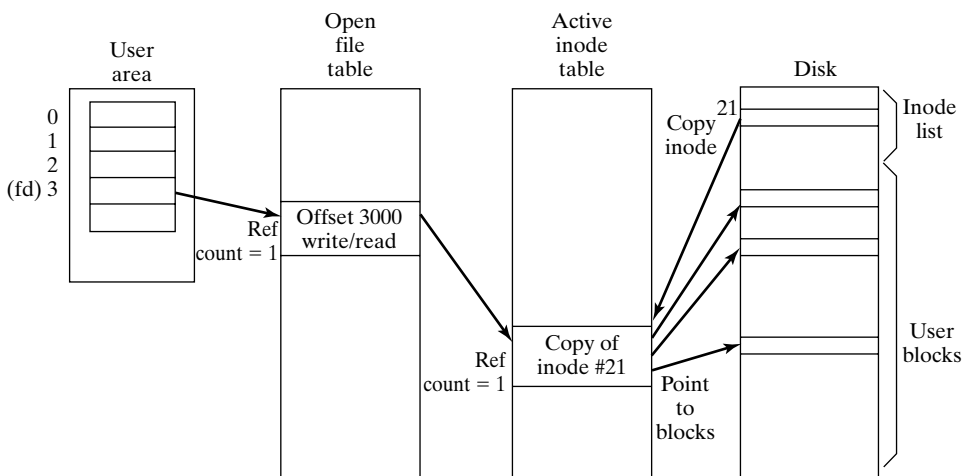 User
area
Open
file
table
Active
inode
table
Disk
0
1
2
(fd) 3
Ref
count = 1
Offset 3000
write/read
Ref
count = 1
Copy of
inode #21
21
Copy
inode
Point
to
blocks
Inode
list
User
blocks